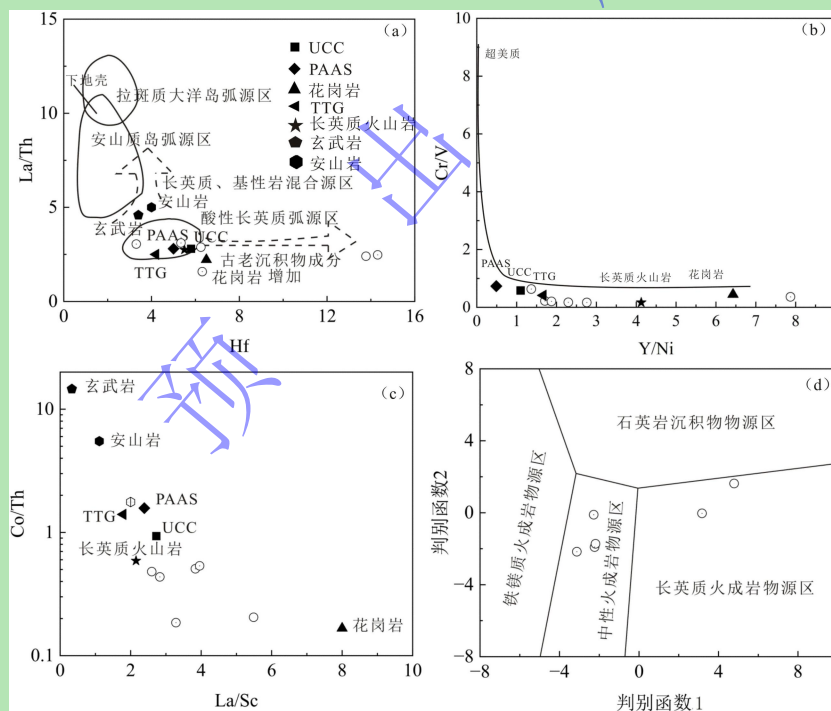 (a)
La/Th
15
10
5
0
下地壳
拉斑质大洋岛弧源区
安山质岛弧源区
长英质、基性岩混合源区
安山岩
酸性长英质弧源区
玄武岩
PAAS
UCC
TTG
古老沉积物成分
花岗岩 增加
UCC
PAAS
花岗岩
TTG
长英质火山岩
玄武岩
安山岩
0 4 8 12 16
Hf
(b)
Cr/V
10
8
6
4
2
0
超美质
PAAS
UCC
TTG
长英质火山岩
花岗岩
0 1 2 3 4 5 6 7 8
Y/Ni
(c)
Co/Th
10
1
0.1
玄武岩
安山岩
TTG
PAAS
UCC
长英质火山岩
花岗岩
0 2 4 6 8 10
La/Sc
(d)
判别函数2
8
4
0
−4
−8
石英岩沉积物物源区
铁镁质火成岩物源区
中性火成岩物源区
长英质火成岩物源区
−8 −4 0 4 8
判别函数1
预
出